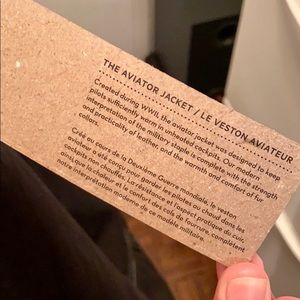 THE AVIATOR JACKET / LE VESTON AVIATEUR
Created during WWII, the aviator jacket was designed to keep
pilots sufficiently warm in unheated cockpits. Our modern
interpretation of the military staple is complete with the strength
and practicality of leather, and the warmth and comfort of fur
collars.
Créé au cours de la Deuxième Guerre mondiale, le veston
aviateur a été conçu pour garder les pilotes au chaud dans les
cockpits non chauffés. La résistance et l'aspect pratique du cuir,
ainsi que la chaleur et le confort des cols de fourrure, complètent
notre interprétation moderne de ce modèle militaire.